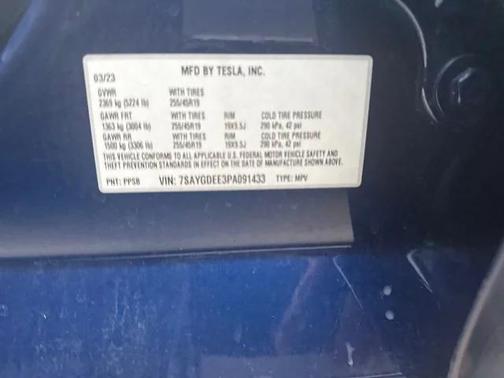 03/23 MFD BY TESLA, INC.
GVWR WITH TIRES
2369 kg (5224 lb) 255/45R19
GAWR FRT WITH TIRES RIM COLD TIRE PRESSURE
1363 kg (3004 lb) 255/45R19 19X9.5J 290 kPa, 42 psi
GAWR RR WITH TIRES RIM COLD TIRE PRESSURE
1500 kg (3306 lb) 255/45R19 19X9.5J 290 kPa, 42 psi
THIS VEHICLE CONFORMS TO ALL APPLICABLE U.S. FEDERAL MOTOR VEHICLE SAFETY AND
THEFT PREVENTION STANDARDS IN EFFECT ON THE DATE OF MANUFACTURE SHOWN ABOVE.
PNT: PPSB VIN: 7SAYGDEE3PA091433 TYPE: MPV